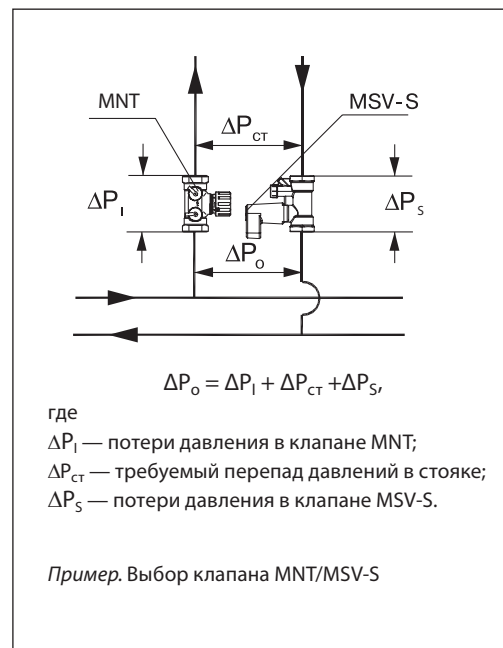 MNT
MSV-S
ΔPст
ΔPI
ΔPS
ΔPo
ΔPo = ΔPI + ΔPст +ΔPS,
где
ΔPI — потери давления в клапане MNT;
ΔPст — требуемый перепад давлений в стояке;
ΔPS — потери давления в клапане MSV-S.
Пример. Выбор клапана MNT/MSV-S